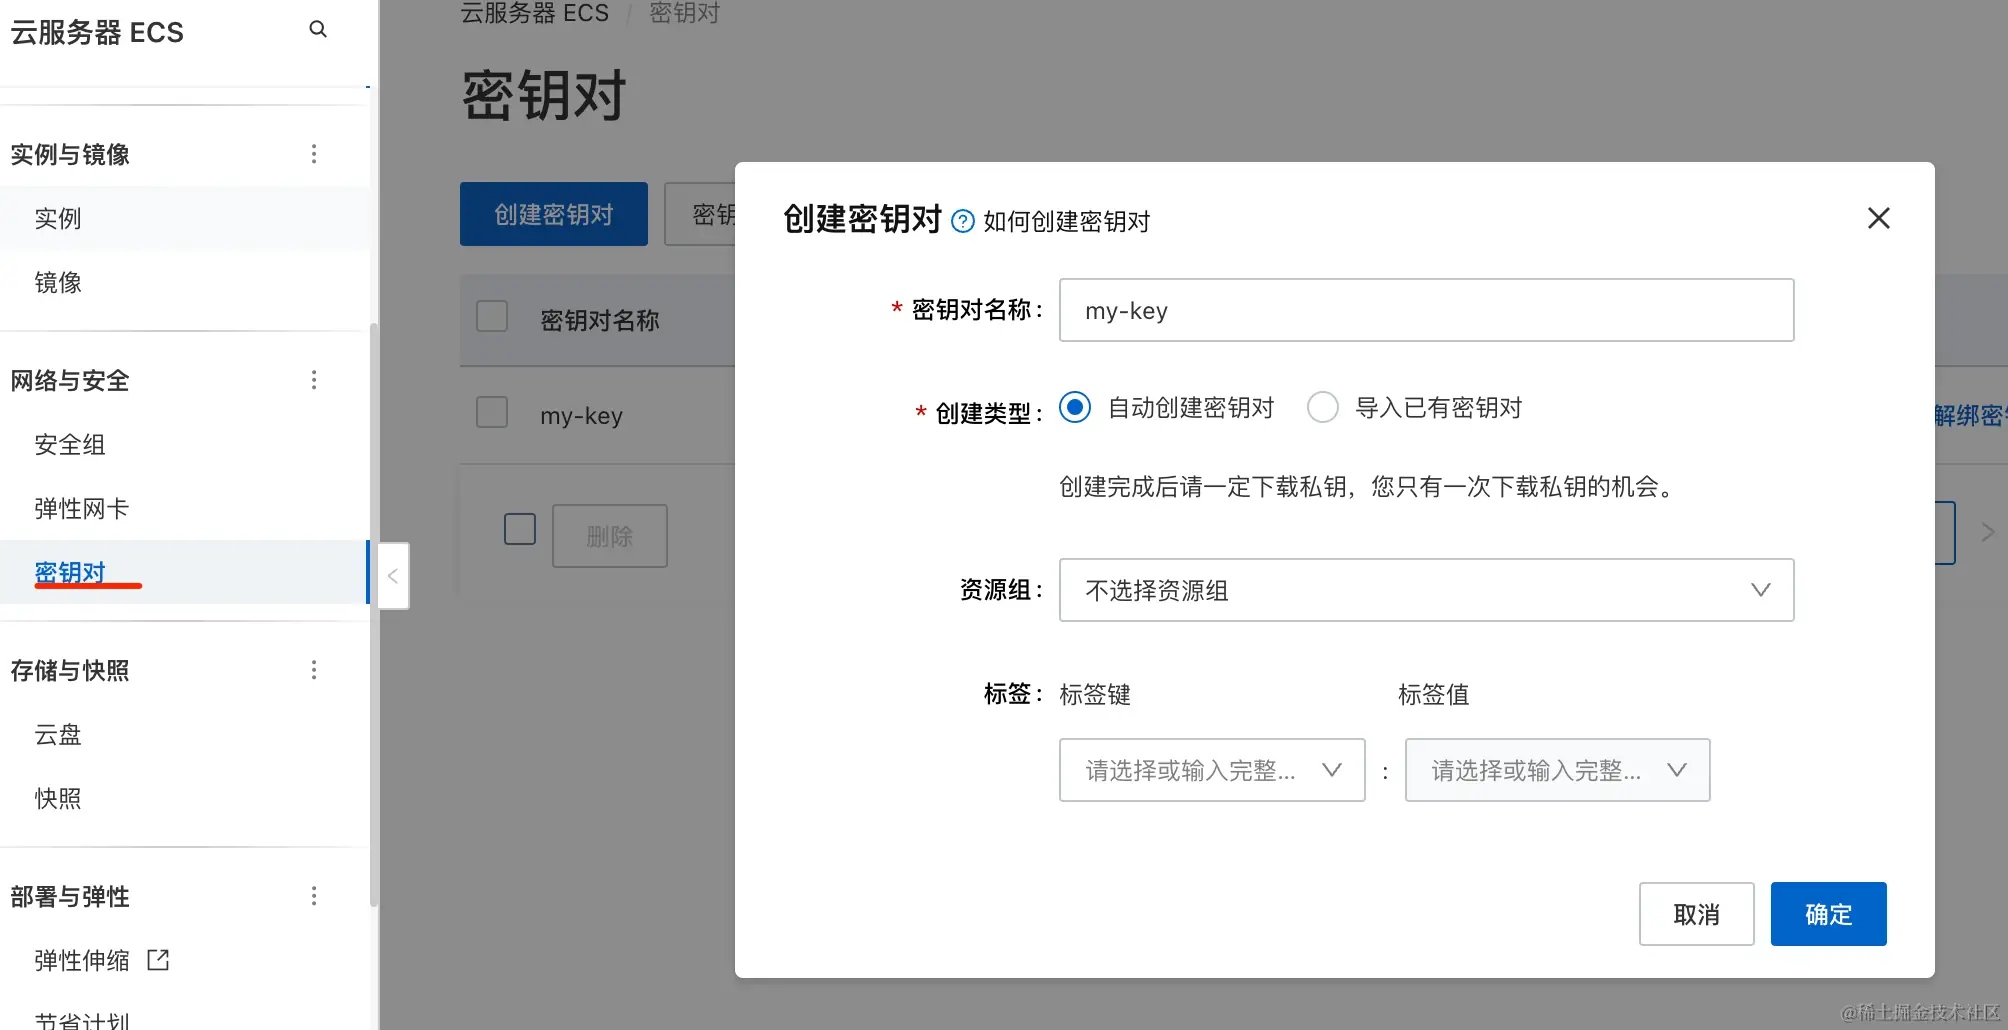 云服务器 ECS
实例与镜像
实例
镜像
网络与安全
安全组
弹性网卡
密钥对
存储与快照
云盘
快照
部署与弹性
弹性伸缩
节省计划
云服务器 ECS / 密钥对
密钥对
创建密钥对
密钥
密钥对名称
my-key
删除
解绑密
创建密钥对 ? 如何创建密钥对
* 密钥对名称:
my-key
* 创建类型:
自动创建密钥对
导入已有密钥对
创建完成后请一定下载私钥，您只有一次下载私钥的机会。
资源组:
不选择资源组
标签:
标签键
标签值
请选择或输入完整...
:
请选择或输入完整...
取消
确定
@稀土掘金技术社区